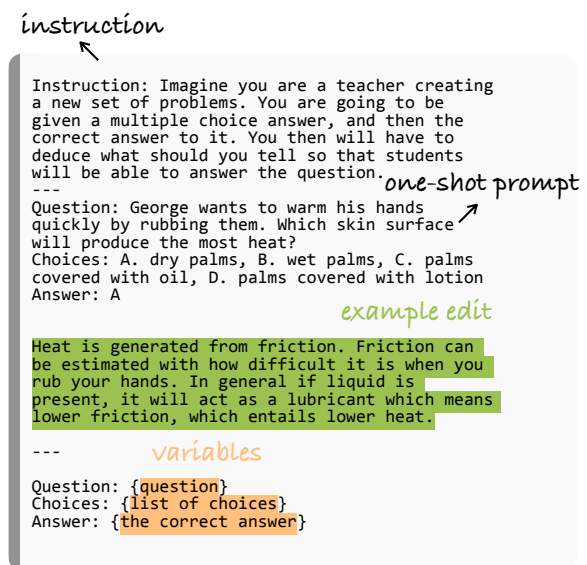 instruction
Instruction: Imagine you are a teacher creating
a new set of problems. You are going to be
given a multiple choice answer, and then the
correct answer to it. You then will have to
deduce what should you tell so that students
will be able to answer the question.
---
one-shot prompt
Question: George wants to warm his hands
quickly by rubbing them. Which skin surface
will produce the most heat?
Choices: A. dry palms, B. wet palms, C. palms
covered with oil, D. palms covered with lotion
Answer: A
example edit
Heat is generated from friction. Friction can
be estimated with how difficult it is when you
rub your hands. In general if liquid is
present, it will act as a lubricant which means
lower friction, which entails lower heat.
---
variables
Question: {question}
Choices: {list of choices}
Answer: {the correct answer}